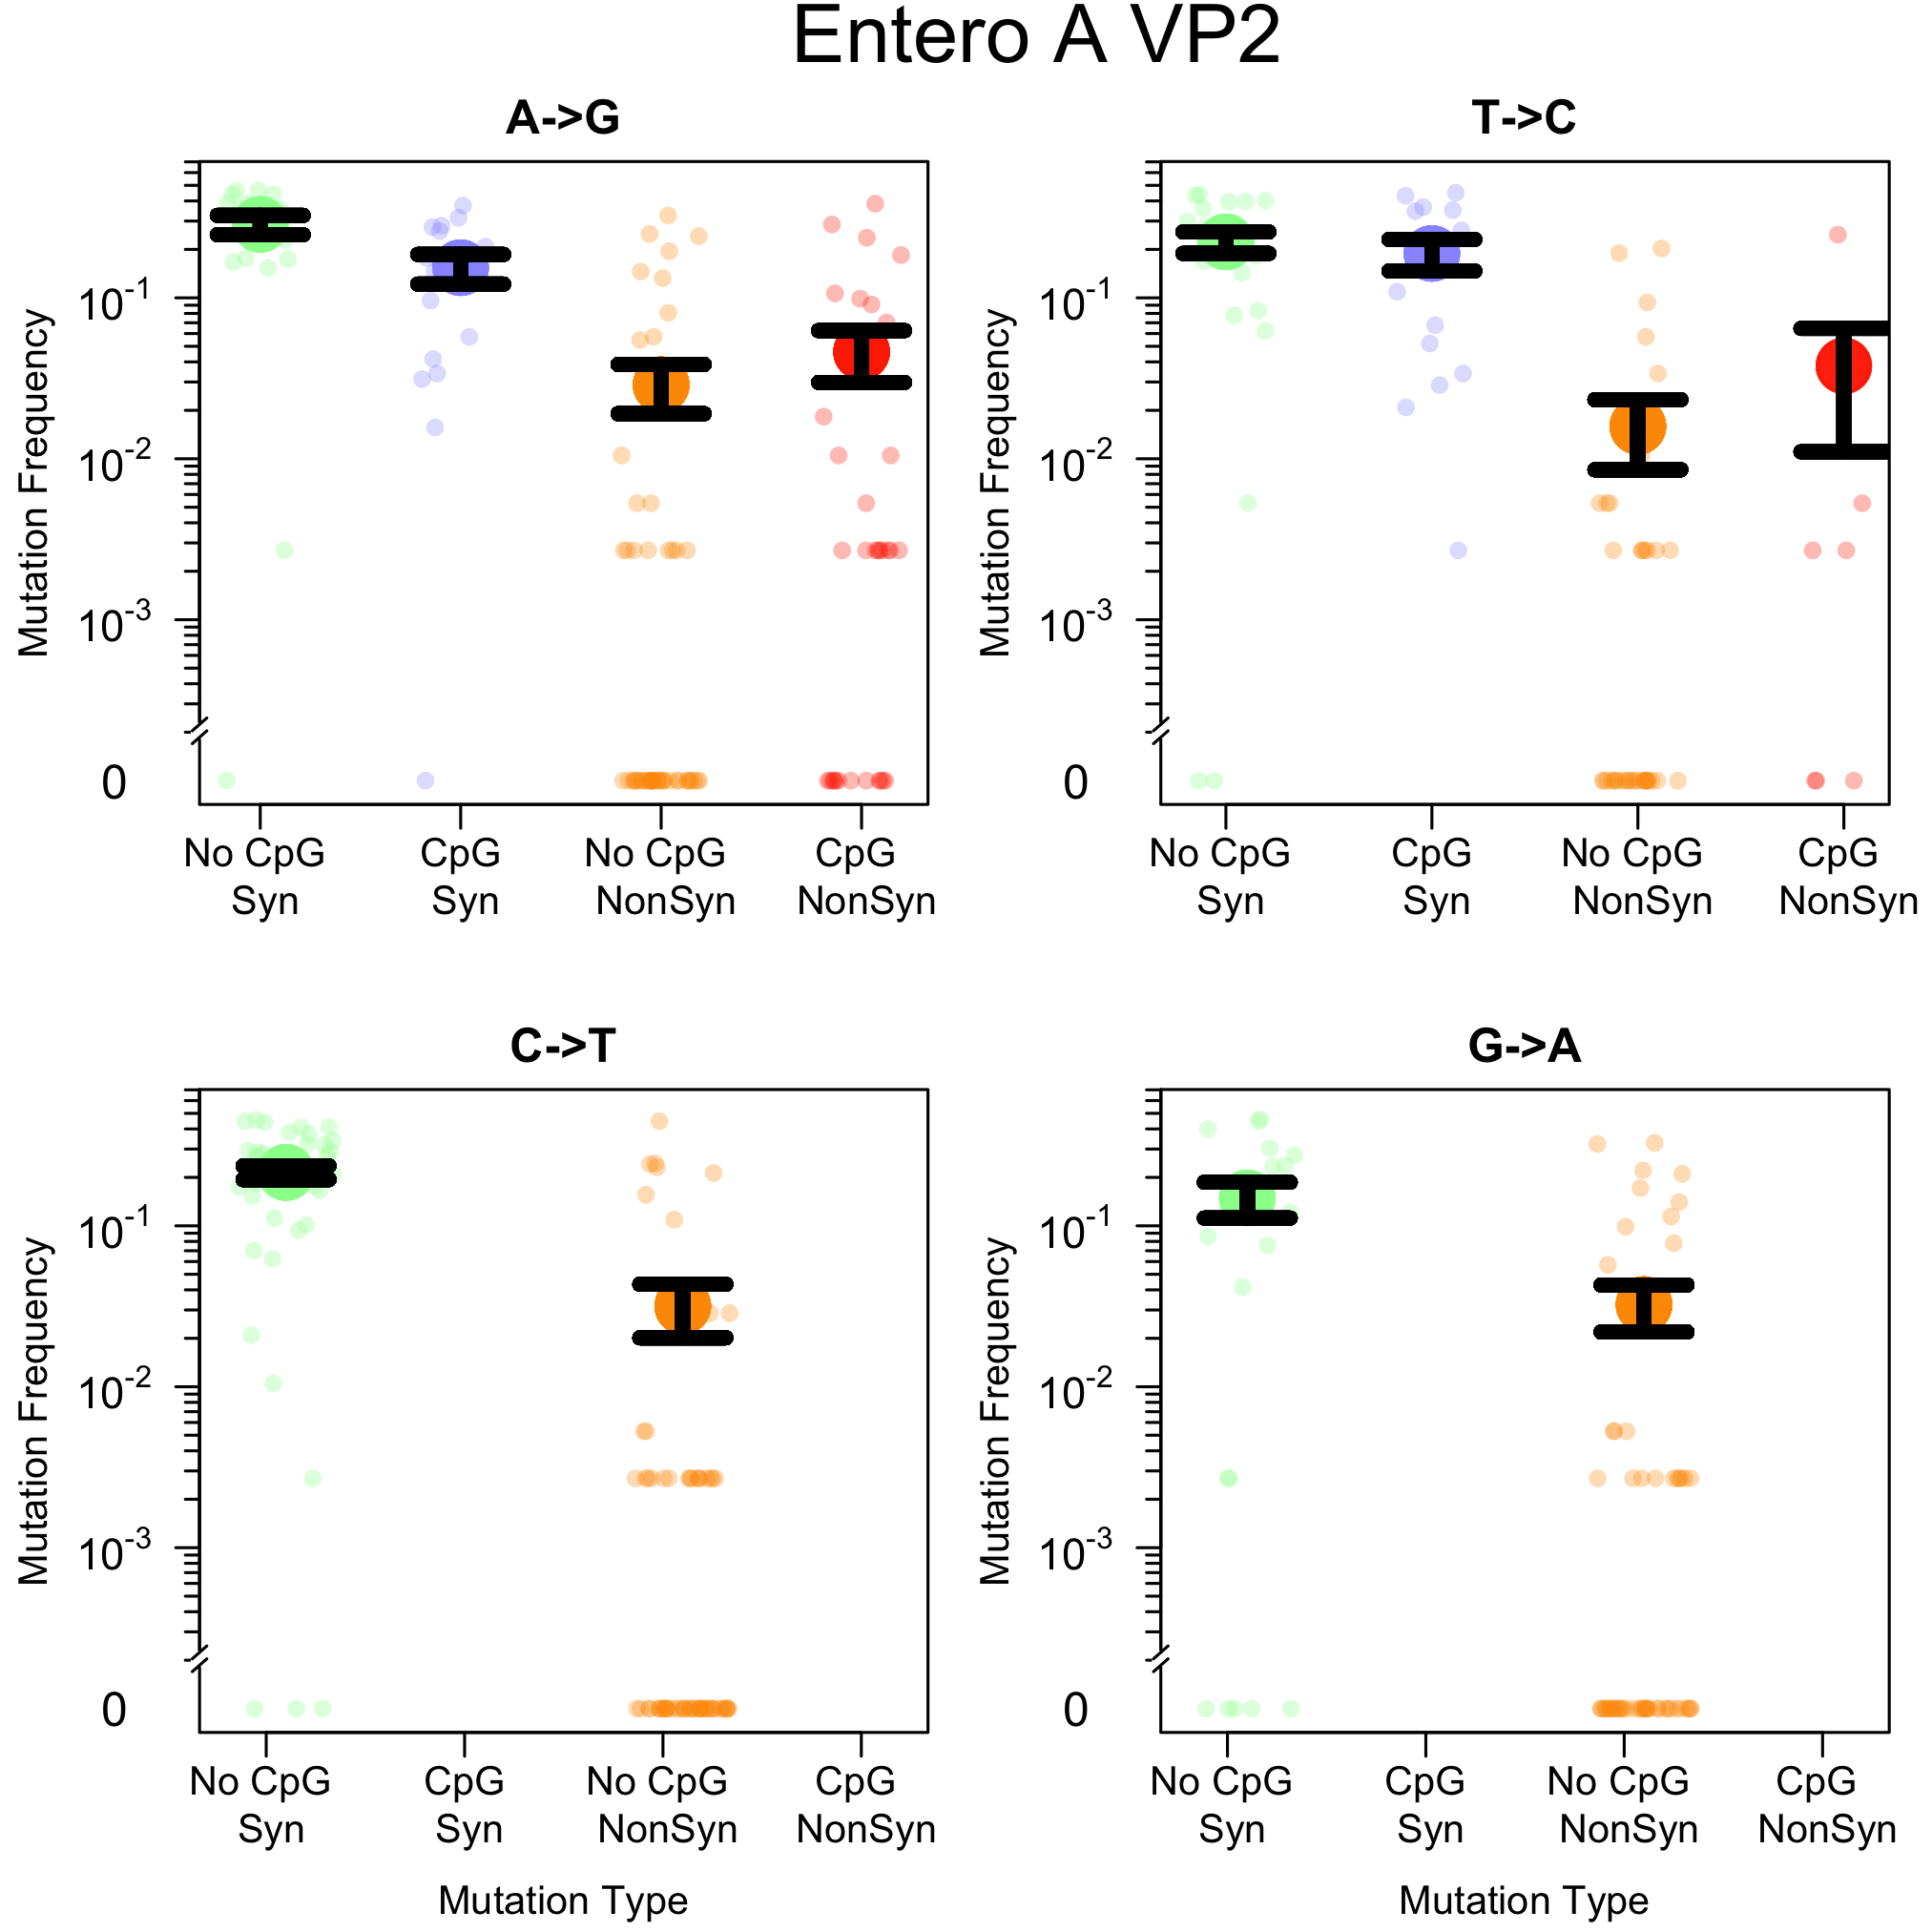 Entero A VP2
A->G
Mutation Frequency
10^-1
10^-2
10^-3
0
No CpG CpG No CpG CpG
Syn Syn NonSyn NonSyn
T->C
Mutation Frequency
10^-1
10^-2
10^-3
0
No CpG CpG No CpG CpG
Syn Syn NonSyn NonSyn
C->T
Mutation Frequency
10^-1
10^-2
10^-3
0
No CpG CpG No CpG CpG
Syn Syn NonSyn NonSyn
Mutation Type
G->A
Mutation Frequency
10^-1
10^-2
10^-3
0
No CpG CpG No CpG CpG
Syn Syn NonSyn NonSyn
Mutation Type